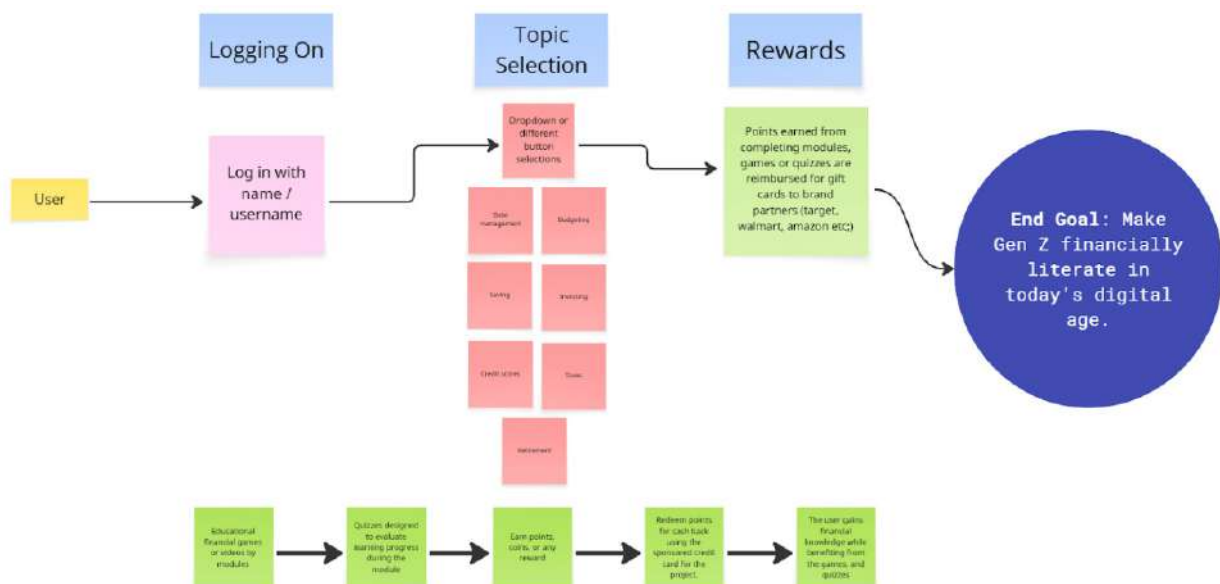 Logging On
Topic
Selection
Rewards
User
Log in with
name /
username
Dropdown or
different
button
selections
Debt
management
Budgeting
Saving
Investing
Credit scores
Taxes
Retirement
Points earned from
completing modules,
games or quizzes are
reimbursed for gift
cards to brand
partners (target,
walmart, amazon etc;)
End Goal: Make
Gen Z financially
literate in
today's digital
age.
Educational
financial games
or videos by
modules
Quizzes designed
to evaluate
learning progress
during the
module
Earn points,
coins, or any
reward
Redeem points
for cash back
using the
sponsored credit
card for the
project.
The user gains
financial
knowledge while
benefiting from
the games, and
quizzes